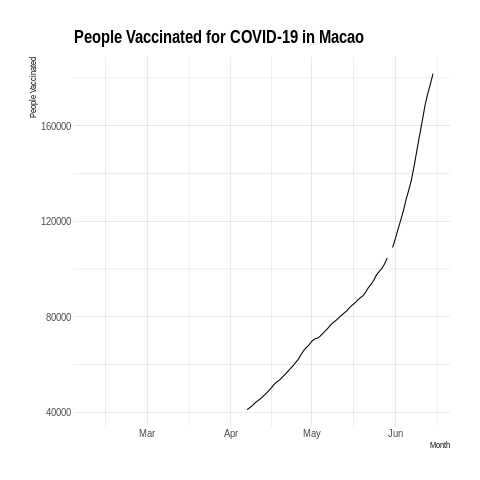 People Vaccinated for COVID-19 in Macao
People Vaccinated
160000
120000
80000
40000
Mar Apr May Jun
Month